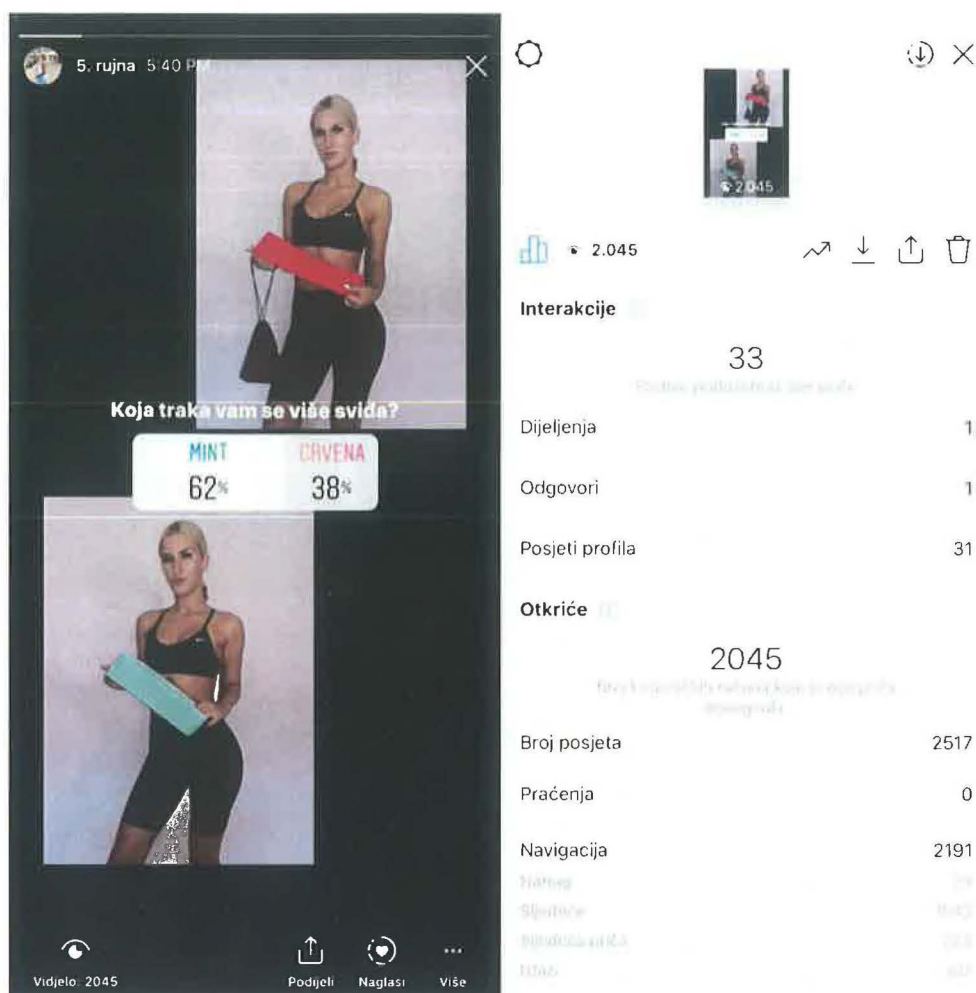 5. rujna 5:40 PM
Koja traka vam se više sviđa?
MINT CRVENA
62% 38%
Vidjelo: 2045
Podijeli Naglasi Više
2.045
2.045
Interakcije
33
Dijeljenja 1
Odgovori 1
Posjeti profila 31
Otkriće
2045
Broj posjeta 2517
Praćenja 0
Navigacija 2191
Natrag
Sljedeće